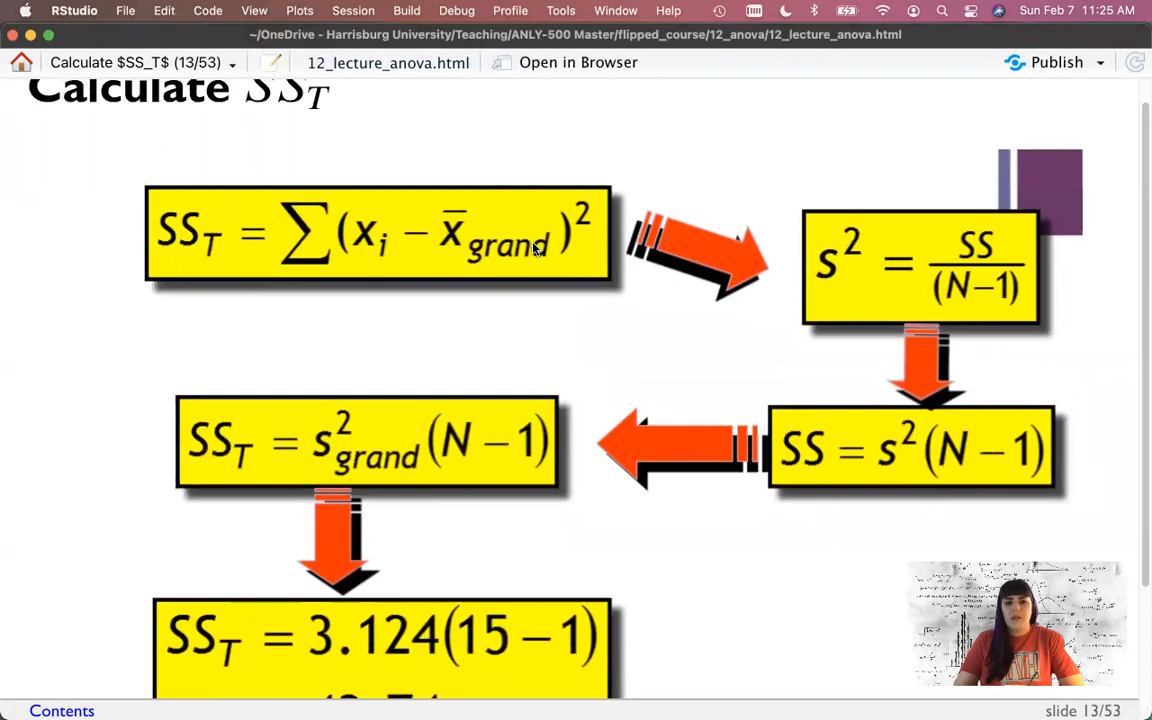 RStudio File Edit Code View Plots Session Build Debug Profile Tools Window Help Sun Feb 7 11:25 AM
~/OneDrive - Harrisburg University/Teaching/ANLY-500 Master/flipped_course/12_anova/12_lecture_anova.html
Calculate $SS_T$ (13/53) 12_lecture_anova.html Open in Browser Publish
Calculate SS_T
SS_T = ∑(x_i − x̄_grand)²
s² = SS/(N−1)
SS_T = s²_grand(N − 1)
SS = s²(N − 1)
SS_T = 3.124(15 − 1)
Contents slide 13/53